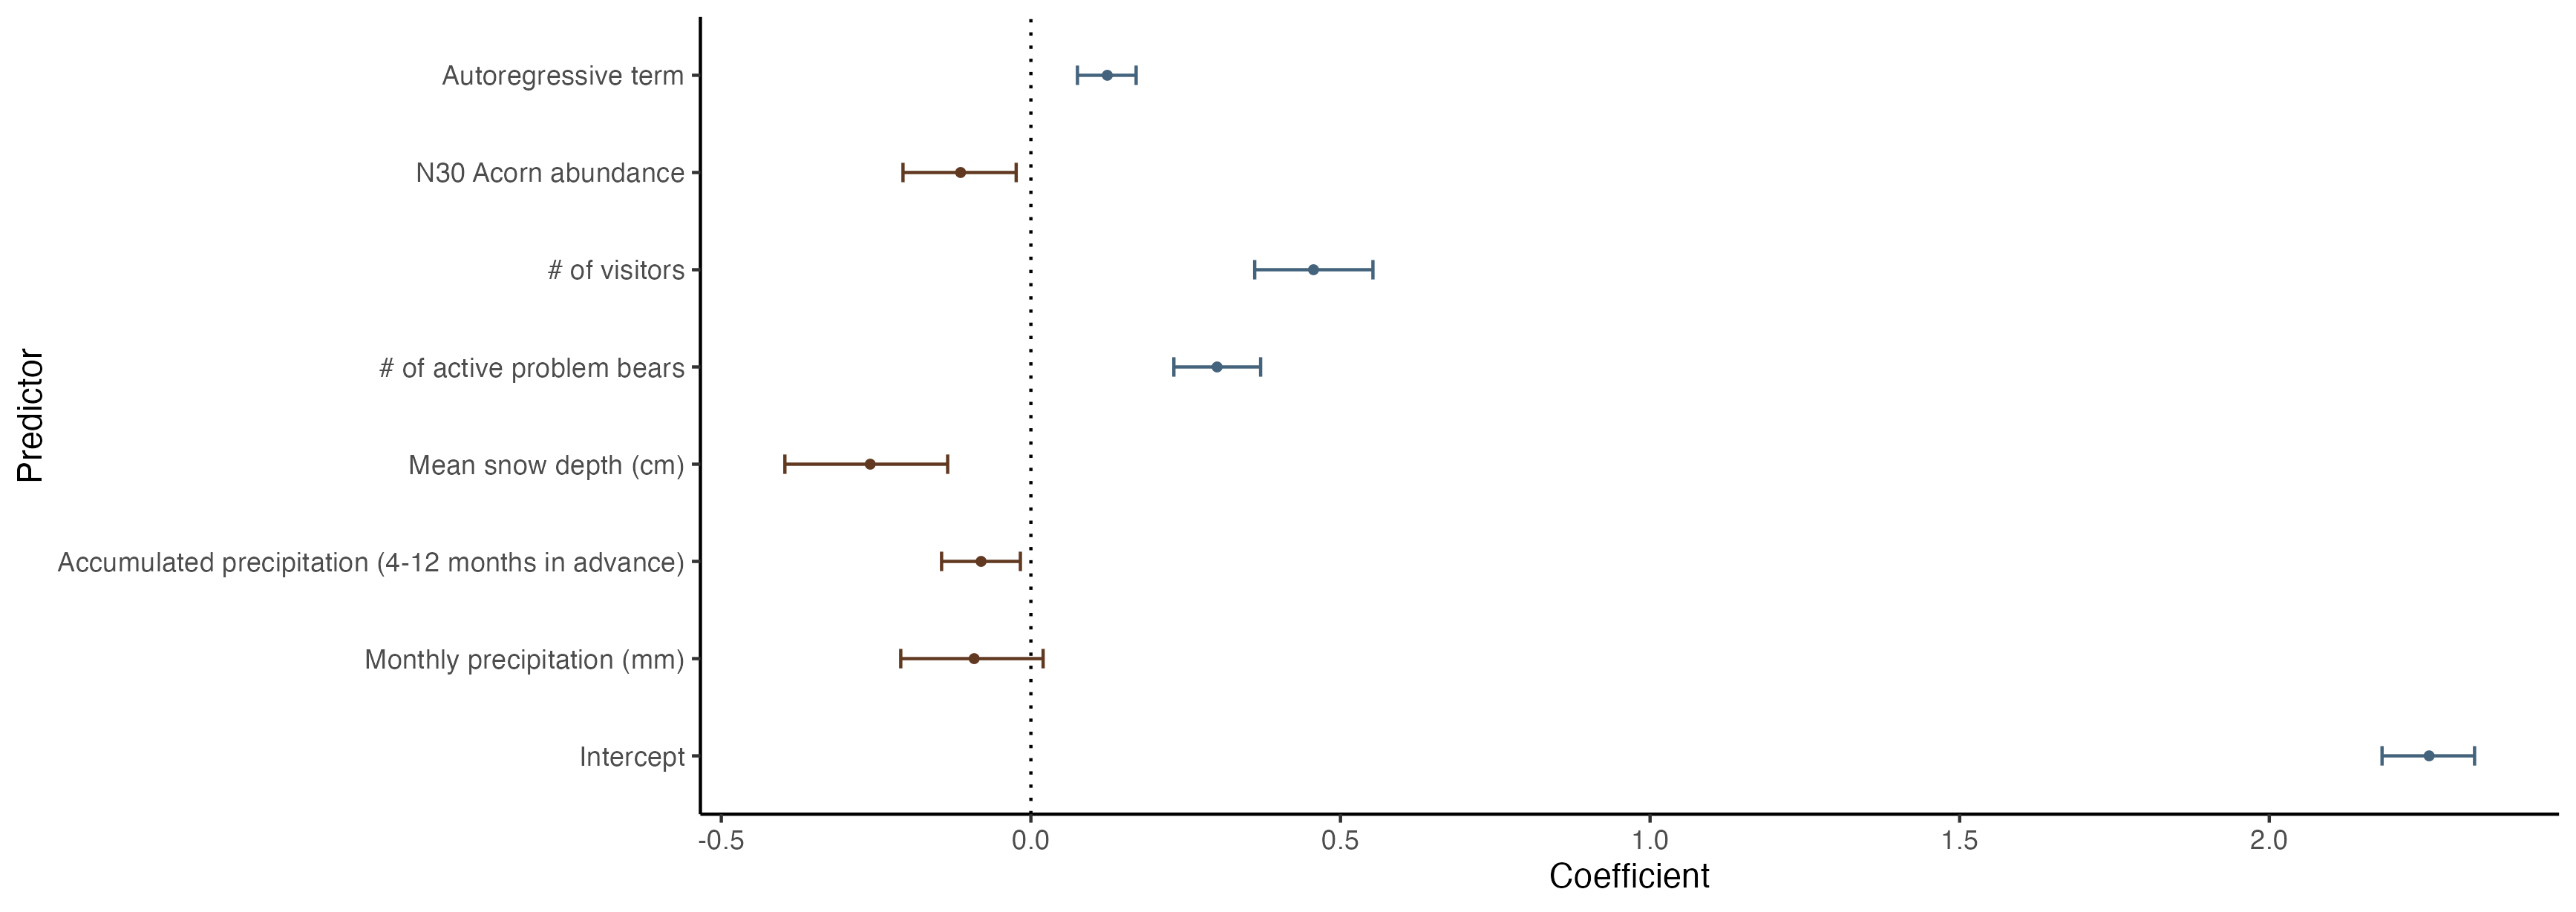 Predictor
Autoregressive term
N30 Acorn abundance
# of visitors
# of active problem bears
Mean snow depth (cm)
Accumulated precipitation (4-12 months in advance)
Monthly precipitation (mm)
Intercept
-0.5 0.0 0.5 1.0 1.5 2.0
Coefficient